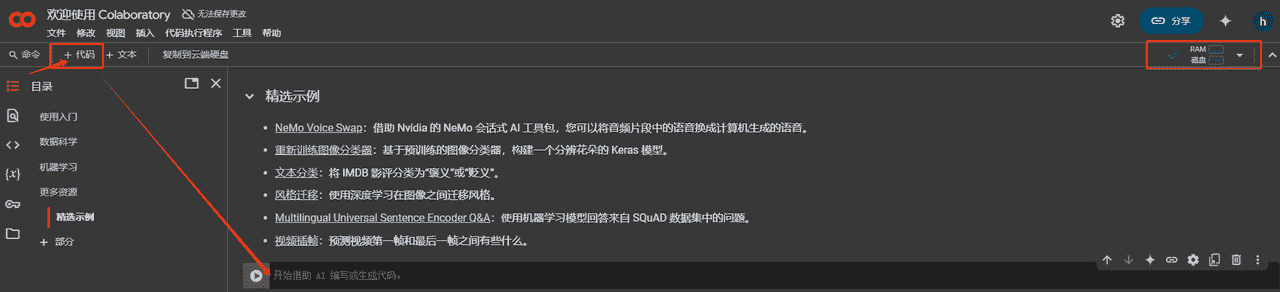 欢迎使用 Colaboratory 无法保存更改
文件 修改 视图 插入 代码执行程序 工具 帮助
分享
h
命令 + 代码 + 文本 复制到云端硬盘
RAM
磁盘
目录
使用入门
数据科学
机器学习
更多资源
精选示例
+ 部分
精选示例
NeMo Voice Swap：借助 Nvidia 的 NeMo 会话式 AI 工具包，您可以将音频片段中的语音换成计算机生成的语音。
重新训练图像分类器：基于预训练的图像分类器，构建一个分辨花朵的 Keras 模型。
文本分类：将 IMDB 影评分类为“褒义”或“贬义”。
风格迁移：使用深度学习在图像之间迁移风格。
Multilingual Universal Sentence Encoder Q&A：使用机器学习模型回答来自 SQuAD 数据集中的问题。
视频插帧：预测视频第一帧和最后一帧之间有些什么。
开始借助 AI 编写或生成代码。